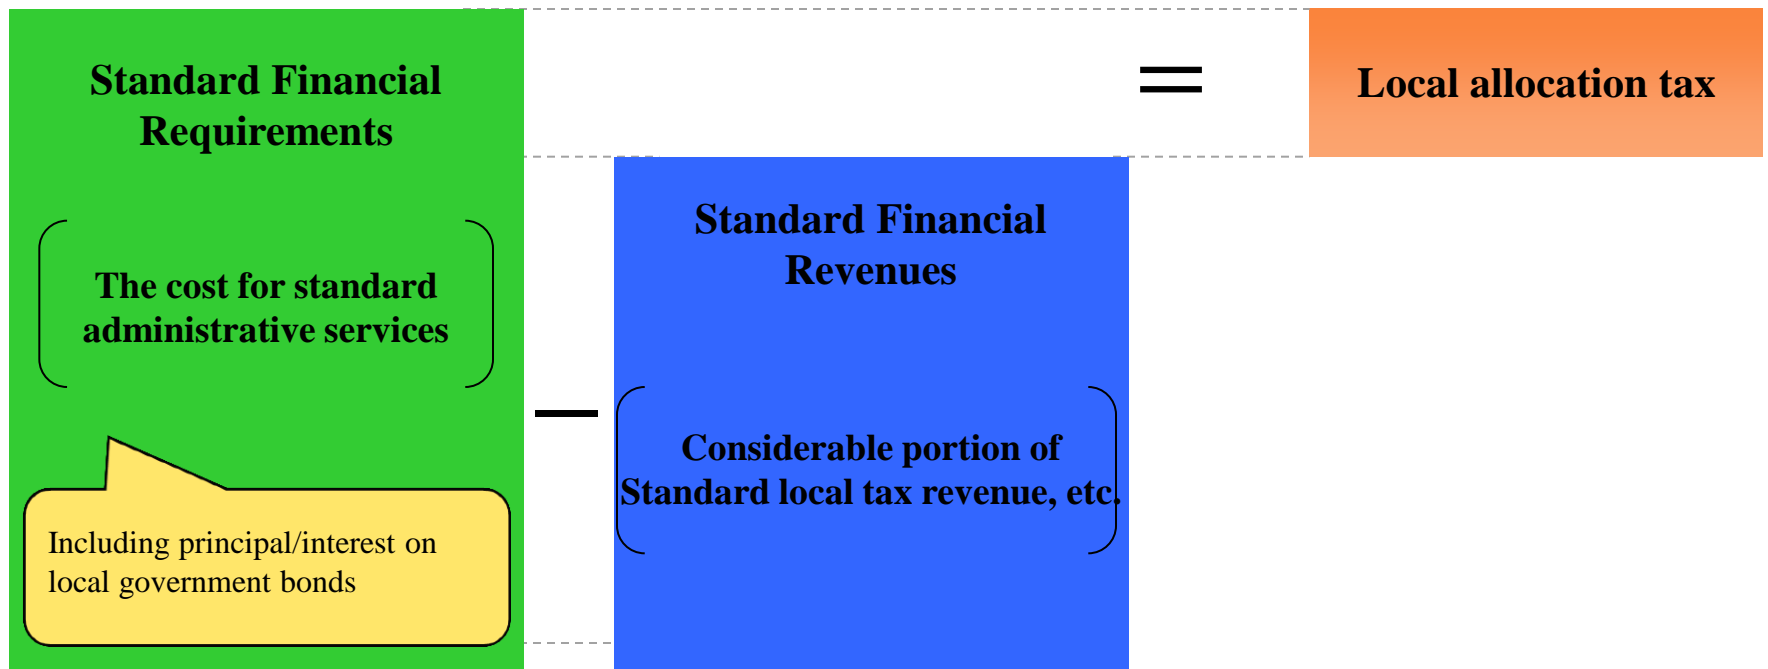 Standard Financial
Requirements
The cost for standard
administrative services
Including principal/interest on
local government bonds
—
Standard Financial
Revenues
Considerable portion of
Standard local tax revenue, etc.
=
Local allocation tax